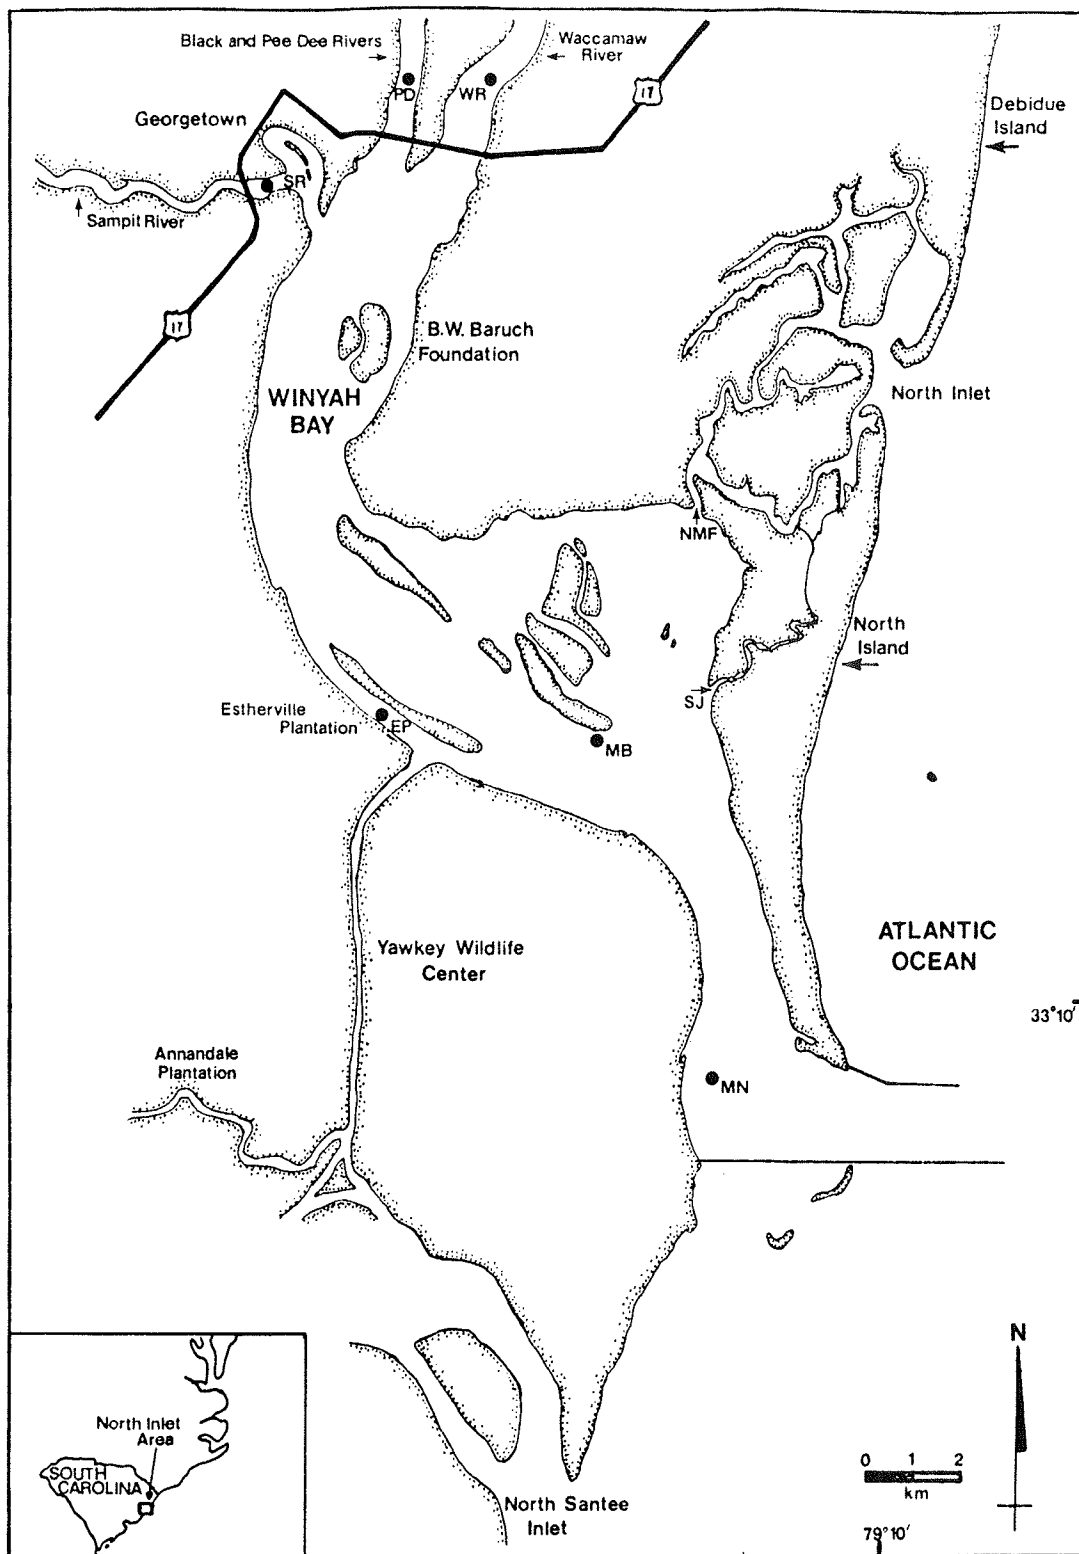 Black and Pee Dee Rivers
Waccamaw
River
17
PD
WR
Georgetown
Debidue
Island
SR
Sampit River
17
B.W. Baruch
Foundation
WINYAH
BAY
North Inlet
NMF
North
Island
SJ
Estherville
Plantation
EP
MB
Yawkey Wildlife
Center
ATLANTIC
OCEAN
33°10'
Annandale
Plantation
MN
N
North Inlet
Area
SOUTH
CAROLINA
0 1 2
km
North Santee
Inlet
79°10'